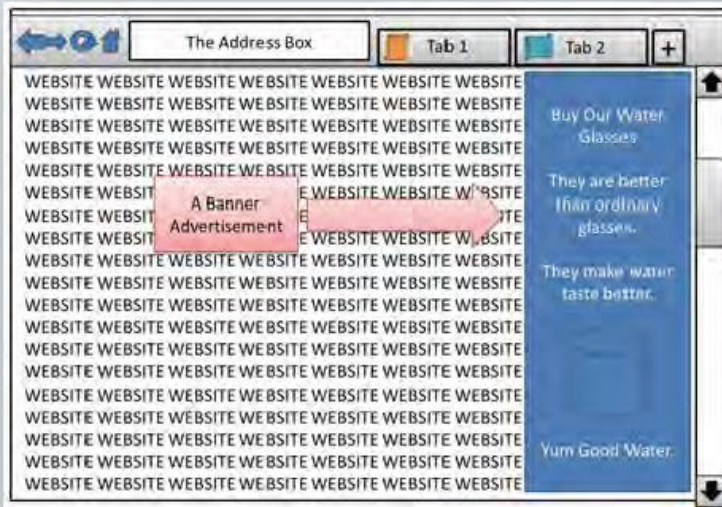 The Address Box
Tab 1
Tab 2
+
WEBSITE WEBSITE WEBSITE WEBSITE WEBSITE WEBSITE WEBSITE
WEBSITE WEBSITE WEBSITE WEBSITE WEBSITE WEBSITE WEBSITE
WEBSITE WEBSITE WEBSITE WEBSITE WEBSITE WEBSITE WEBSITE
WEBSITE WEBSITE WEBSITE WEBSITE WEBSITE WEBSITE WEBSITE
WEBSITE WEBSITE WEBSITE WEBSITE WEBSITE WEBSITE WEBSITE
WEBSIT E WEBSITE WEBSITE WEBSITE
WEBSIT E ITE
WEBSIT E WEBSITE WEBSITE WEBSITE
WEBSITE WEBSITE WEBSITE WEBSITE WEBSITE WEBSITE WEBSITE
WEBSITE WEBSITE WEBSITE WEBSITE WEBSITE WEBSITE WEBSITE
WEBSITE WEBSITE WEBSITE WEBSITE WEBSITE WEBSITE WEBSITE
WEBSITE WEBSITE WEBSITE WEBSITE WEBSITE WEBSITE WEBSITE
WEBSITE WEBSITE WEBSITE WEBSITE WEBSITE WEBSITE WEBSITE
WEBSITE WEBSITE WEBSITE WEBSITE WEBSITE WEBSITE WEBSITE
WEBSITE WEBSITE WEBSITE WEBSITE WEBSITE WEBSITE WEBSITE
WEBSITE WEBSITE WEBSITE WEBSITE WEBSITE WEBSITE WEBSITE
WEBSITE WEBSITE WEBSITE WEBSITE WEBSITE WEBSITE WEBSITE
WEBSITE WEBSITE WEBSITE WEBSITE WEBSITE WEBSITE WEBSITE
WEBSITE WEBSITE WEBSITE WEBSITE WEBSITE WEBSITE WEBSITE
A Banner
Advertisement
Buy Our Water
Glasses
They are better
than ordinary
glasses.
They make water
taste better.
Yum Good Water.